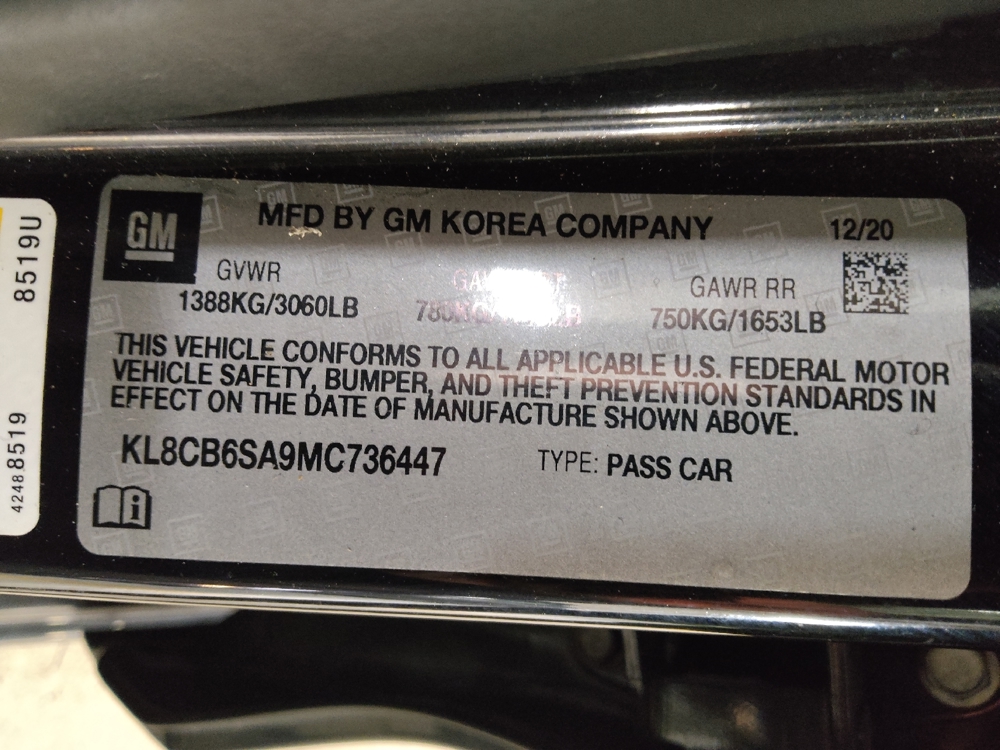 GM
MFD BY GM KOREA COMPANY
12/20
GVWR
GAWR RR
1388KG/3060LB
750KG/1653LB
THIS VEHICLE CONFORMS TO ALL APPLICABLE U.S. FEDERAL MOTOR
VEHICLE SAFETY, BUMPER, AND THEFT PREVENTION STANDARDS IN
EFFECT ON THE DATE OF MANUFACTURE SHOWN ABOVE.
KL8CB6SA9MC736447
TYPE: PASS CAR
8519U
42488519